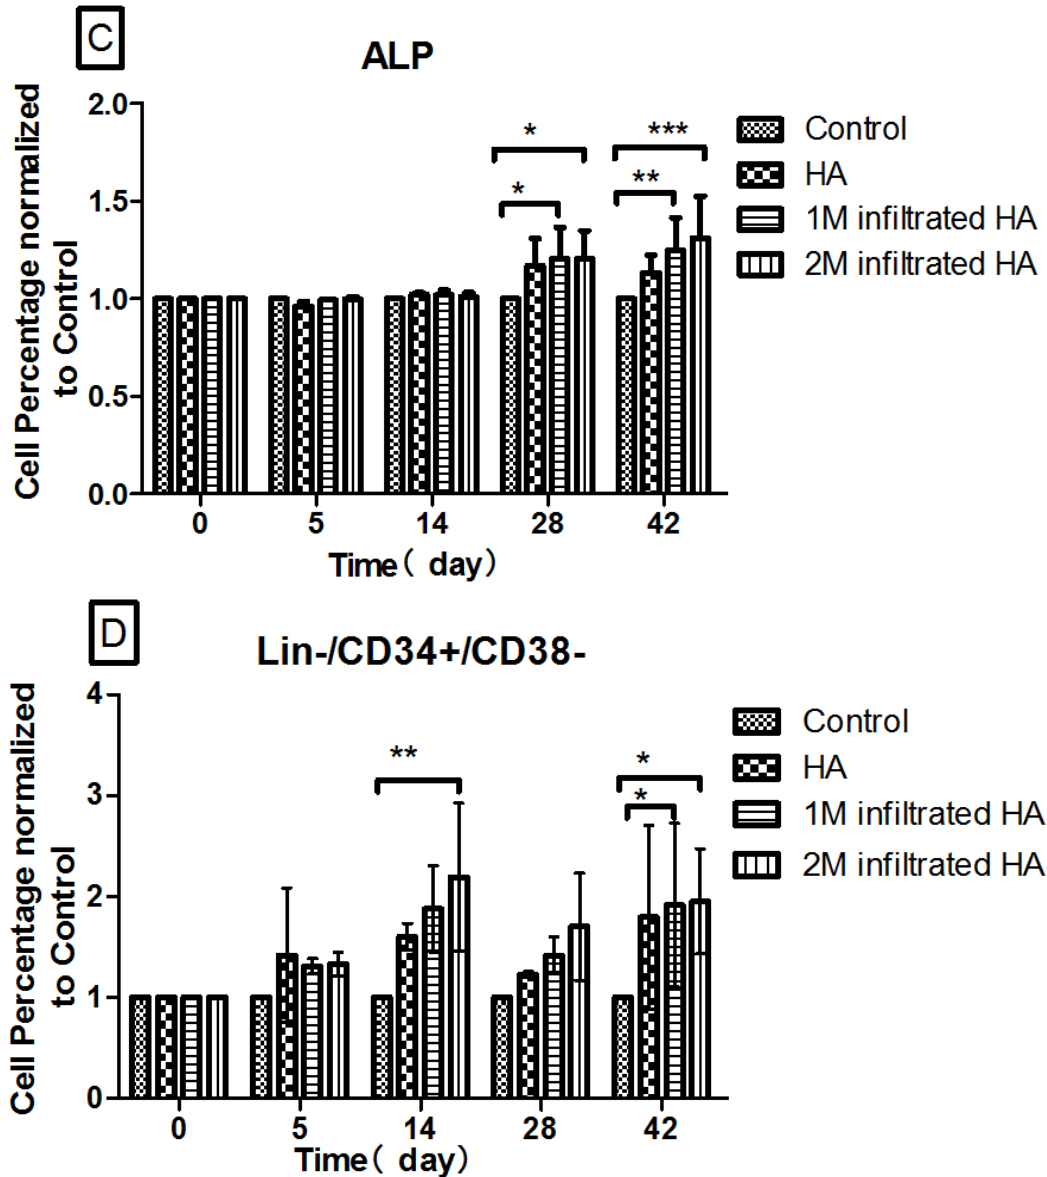 C
ALP
Cell Percentage normalized
to Control
2.0
1.5
1.0
0.5
0.0
*
*
***
**
Control
HA
1M infiltrated HA
2M infiltrated HA
0 5 14 28 42
Time( day)
D
Lin-/CD34+/CD38-
Cell Percentage normalized
to Control
4
3
2
1
0
**
*
*
Control
HA
1M infiltrated HA
2M infiltrated HA
0 5 14 28 42
Time( day)